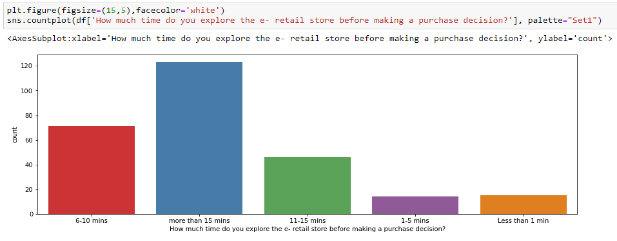 plt.figure(figsize=(15,5),facecolor='white')
sns.countplot(df['How much time do you explore the e- retail store before making a purchase decision?'], palette="Set1")
<AxesSubplot:xlabel='How much time do you explore the e- retail store before making a purchase decision?', ylabel='count'>
120
100
80
60
40
20
0
count
6-10 mins more than 15 mins 11-15 mins 1-5 mins Less than 1 min
How much time do you explore the e- retail store before making a purchase decision?